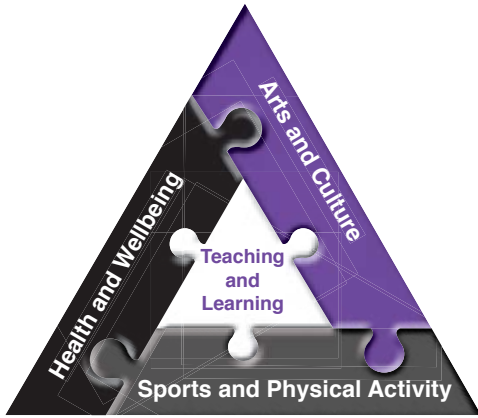 Arts and Culture
Health and Wellbeing
Teaching
and
Learning
Sports and Physical Activity